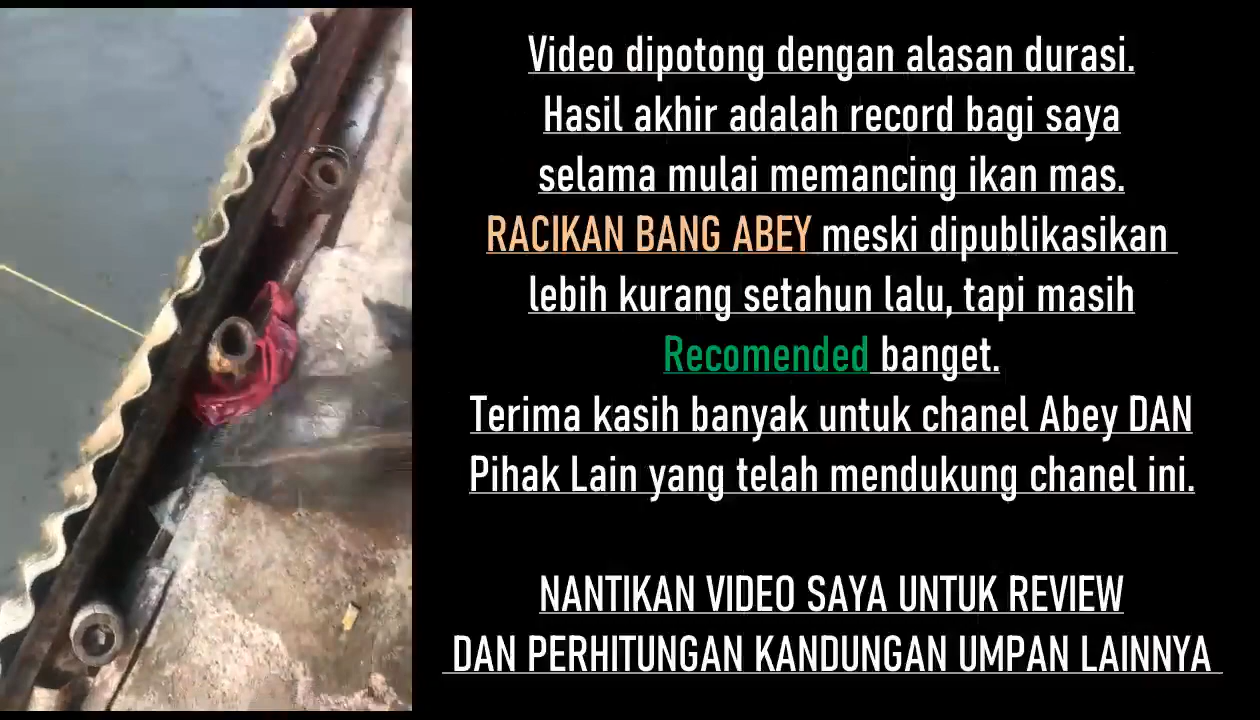 Video dipotong dengan alasan durasi.
Hasil akhir adalah record bagi saya
selama mulai memancing ikan mas.
RACIKAN BANG ABEY meski dipublikasikan
lebih kurang setahun lalu, tapi masih
Recomended banget.
Terima kasih banyak untuk chanel Abey DAN
Pihak Lain yang telah mendukung chanel ini.
NANTIKAN VIDEO SAYA UNTUK REVIEW
DAN PERHITUNGAN KANDUNGAN UMPAN LAINNYA